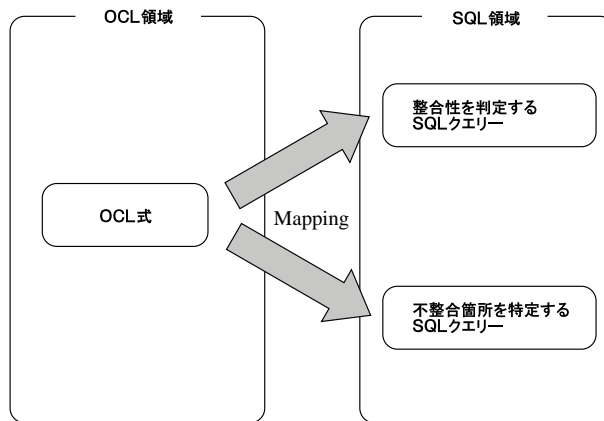 OCL領域
SQL領域
整合性を判定する
SQLクエリー
OCL式
Mapping
不整合箇所を特定する
SQLクエリー